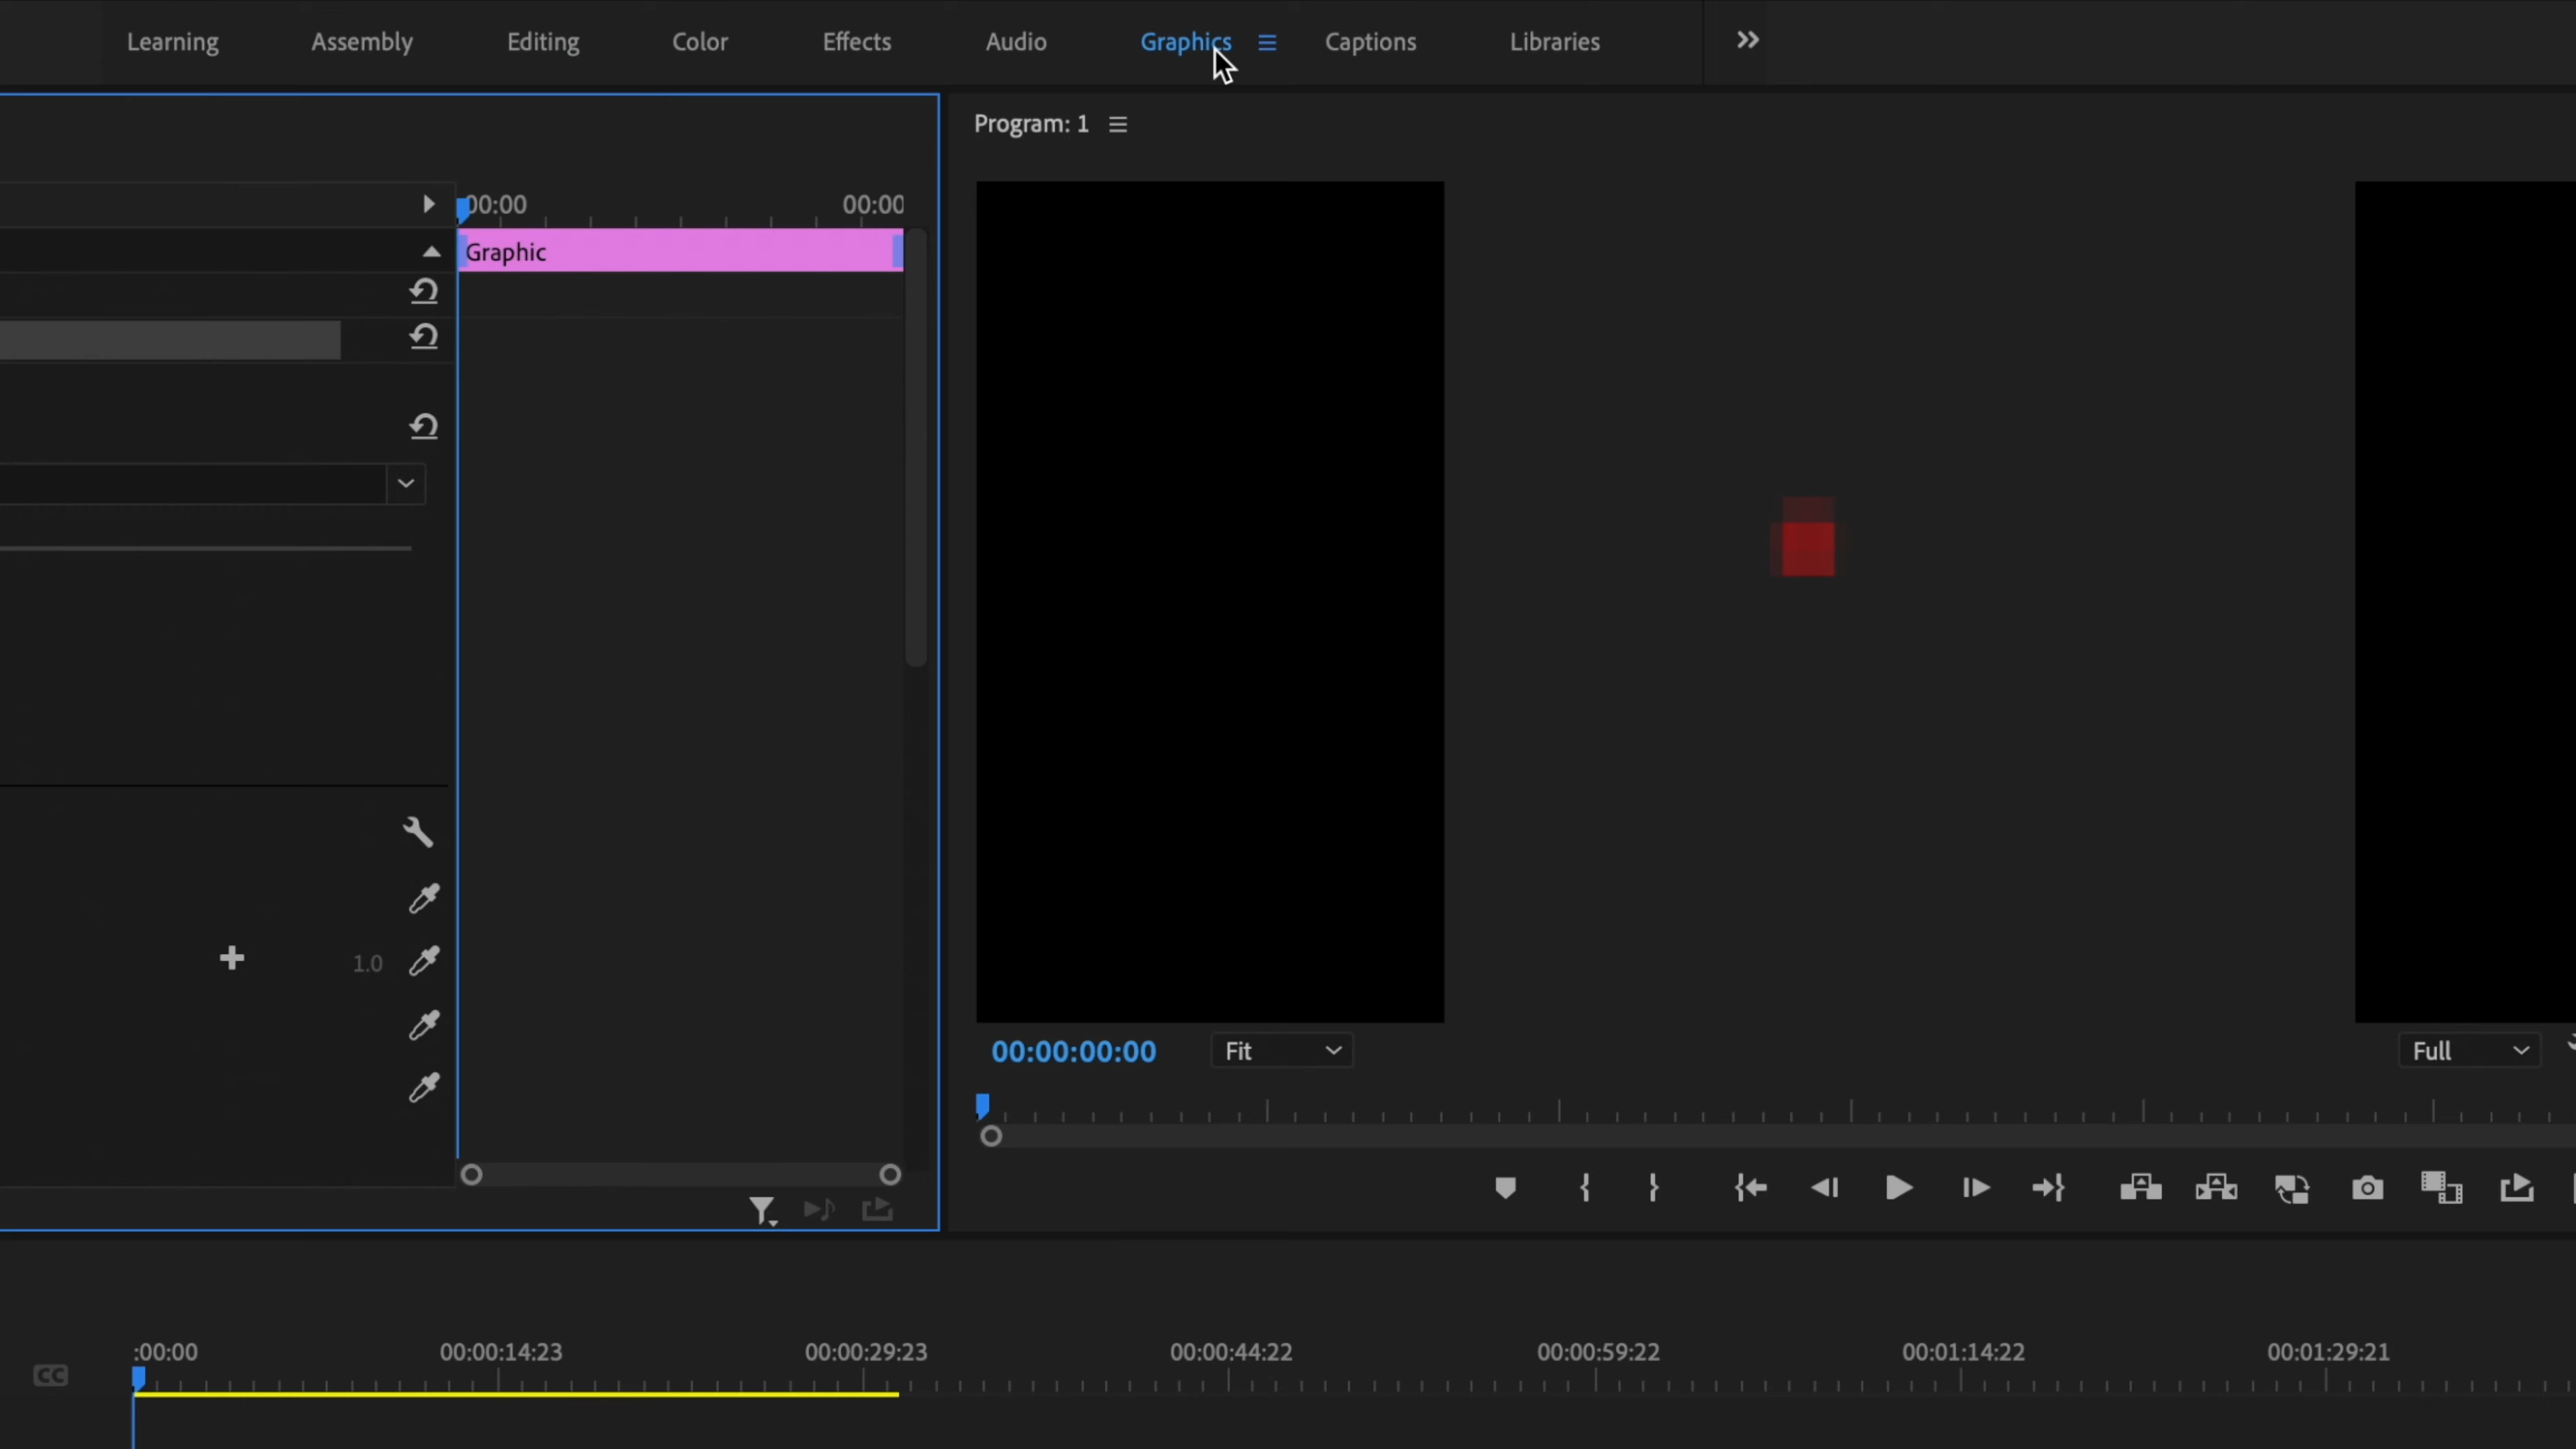 Learning Assembly Editing Color Effects Audio Graphics Captions Libraries
Program: 1
00:00 00:00
Graphic
1.0
00:00:00:00 Fit Full
CC :00:00 00:00:14:23 00:00:29:23 00:00:44:22 00:00:59:22 00:01:14:22 00:01:29:21